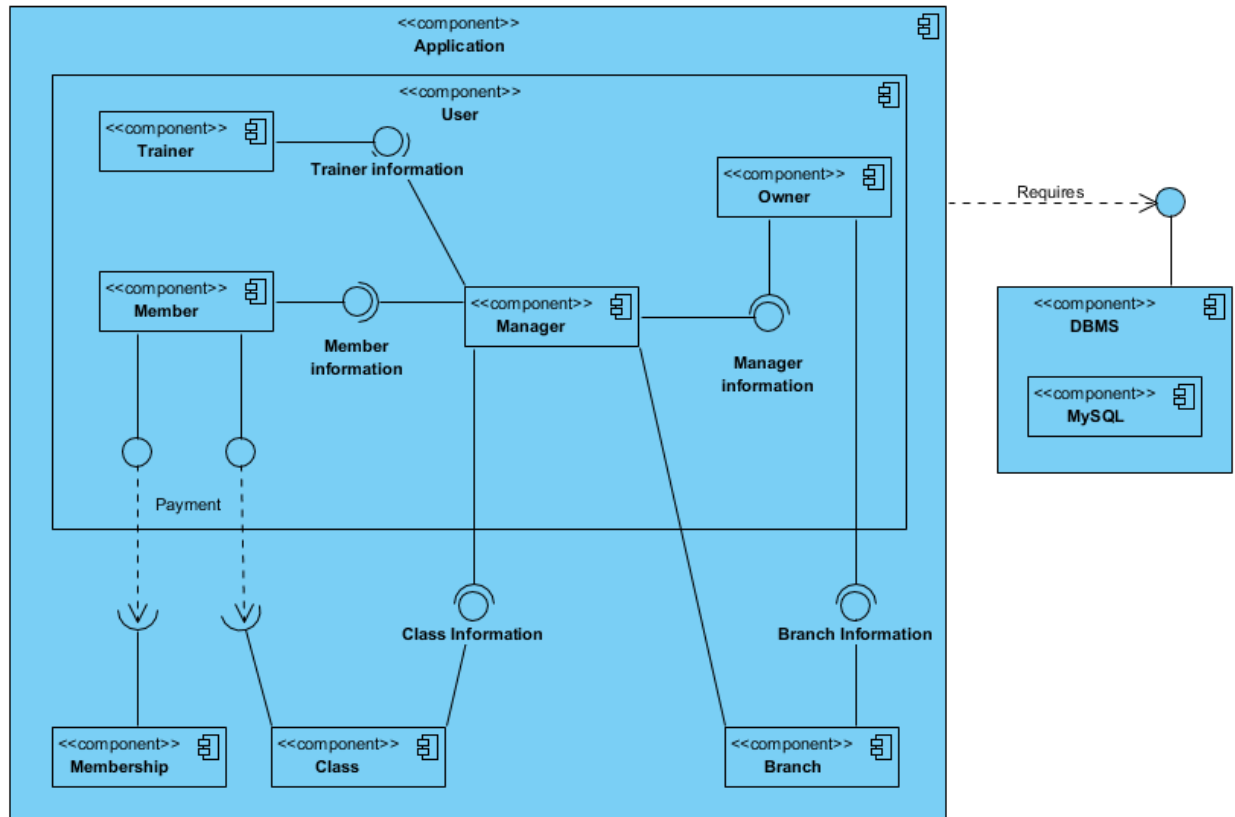 <<component>>
Application
<<component>>
User
<<component>>
Trainer
Trainer information
<<component>>
Owner
Requires
<<component>>
Member
Member
information
<<component>>
Manager
Manager
information
<<component>>
DBMS
<<component>>
MySQL
Payment
Class Information
Branch Information
<<component>>
Membership
<<component>>
Class
<<component>>
Branch